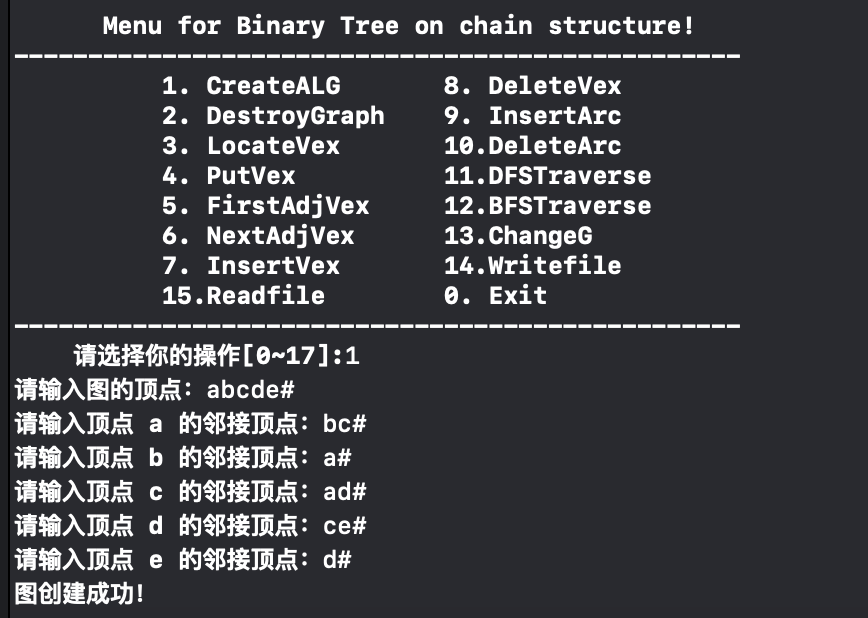 Menu for Binary Tree on chain structure!
-------------------------------------------------
1. CreateALG 8. DeleteVex
2. DestroyGraph 9. InsertArc
3. LocateVex 10.DeleteArc
4. PutVex 11.DFSTraverse
5. FirstAdjVex 12.BFSTraverse
6. NextAdjVex 13.ChangeG
7. InsertVex 14.Writefile
15.Readfile 0. Exit
-------------------------------------------------
请选择你的操作[0~17]:1
请输入图的顶点：abcde#
请输入顶点 a 的邻接顶点：bc#
请输入顶点 b 的邻接顶点：a#
请输入顶点 c 的邻接顶点：ad#
请输入顶点 d 的邻接顶点：ce#
请输入顶点 e 的邻接顶点：d#
图创建成功！